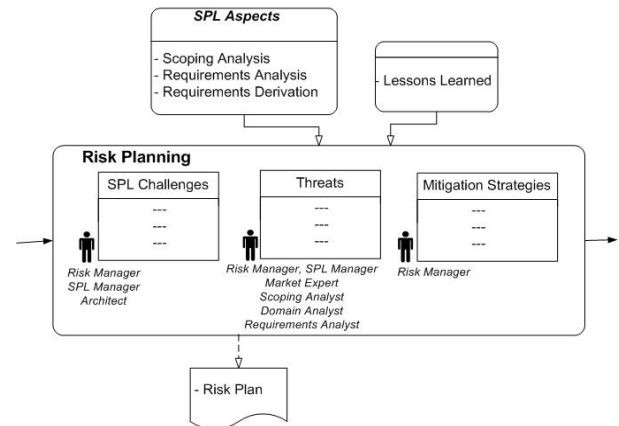 SPL Aspects
- Scoping Analysis
- Requirements Analysis
- Requirements Derivation
- Lessons Learned
Risk Planning
SPL Challenges
---
---
---
Risk Manager
SPL Manager
Architect
Threats
---
---
---
Risk Manager, SPL Manager
Market Expert
Scoping Analyst
Domain Analyst
Requirements Analyst
Mitigation Strategies
---
---
---
Risk Manager
- Risk Plan